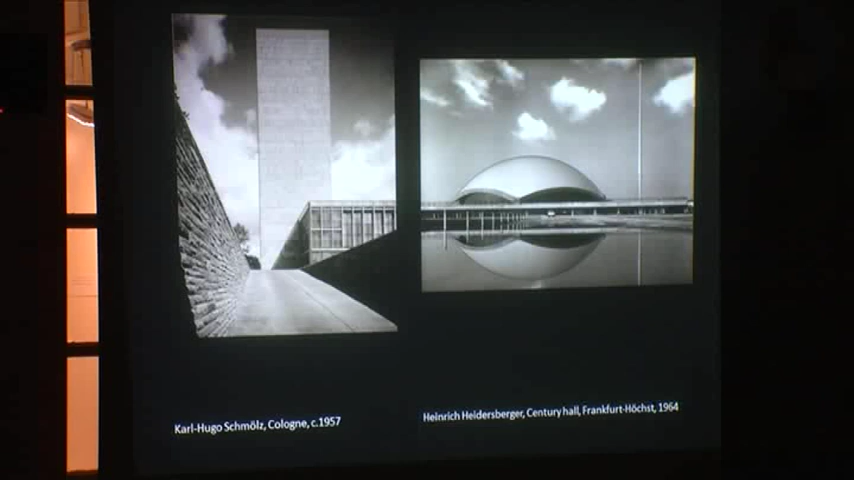 Karl-Hugo Schmölz, Cologne, c.1957
Heinrich Heidersberger, Century hall, Frankfurt-Höchst, 1964